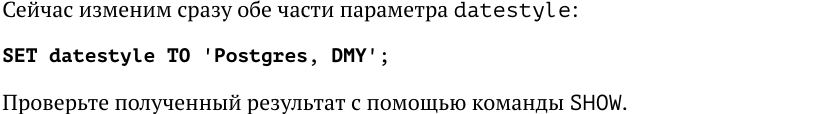 Сейчас изменим сразу обе части параметра datestyle:
SET datestyle TO 'Postgres, DMY';
Проверьте полученный результат с помощью команды SHOW.